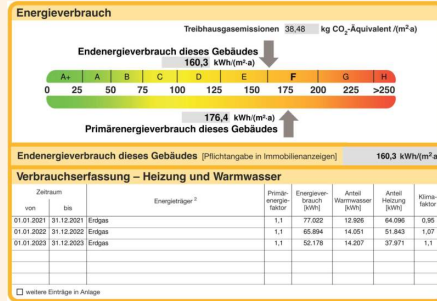 Energieverbrauch
Treibhausgasemissionen 38,48 kg CO2-Äquivalent /(m²·a)
Endenergieverbrauch dieses Gebäudes
160,3 kWh/(m²·a)
A+ A B C D E F G H
0 25 50 75 100 125 150 175 200 225 >250
176,4 kWh/(m²·a)
Primärenergieverbrauch dieses Gebäudes
Endenergieverbrauch dieses Gebäudes [Pflichtangabe in Immobilienanzeigen] 160,3 kWh/(m²·a
Verbrauchserfassung – Heizung und Warmwasser
Zeitraum
von bis
Energieträger 2
Primär-
energie-
faktor
Energiever-
brauch
[kWh]
Anteil
Warmwasser
[kWh]
Anteil
Heizung
[kWh]
Klima-
faktor
01.01.2021 31.12.2021 Erdgas 1,1 77.022 12.926 64.096 0,95
01.01.2022 31.12.2022 Erdgas 1,1 65.894 14.051 51.843 1,07
01.01.2023 31.12.2023 Erdgas 1,1 52.178 14.207 37.971 1,1
weitere Einträge in Anlage